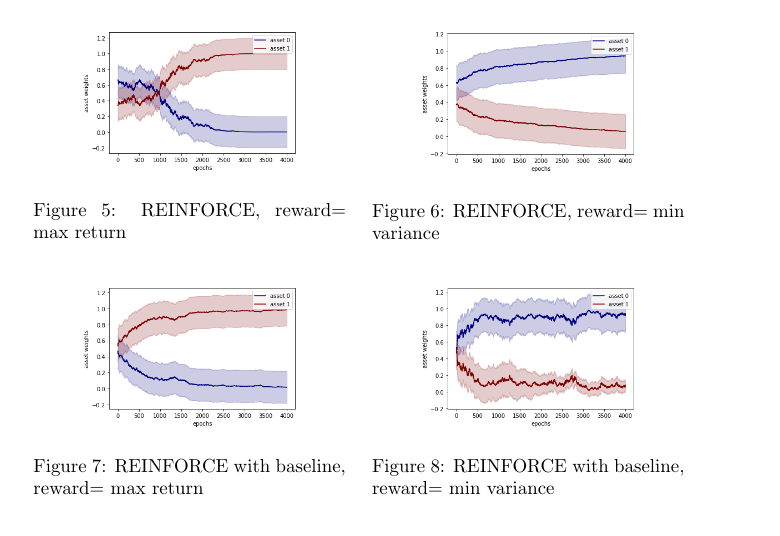 1.2
1.0
0.8
0.6
0.4
0.2
0.0
−0.2
asset weights
asset 0
asset 1
0 500 1000 1500 2000 2500 3000 3500 4000
epochs
Figure 5: REINFORCE, reward=
max return
1.2
1.0
0.8
0.6
0.4
0.2
0.0
−0.2
asset weights
asset 0
asset 1
0 500 1000 1500 2000 2500 3000 3500 4000
epochs
Figure 6: REINFORCE, reward= min
variance
1.2
1.0
0.8
0.6
0.4
0.2
0.0
−0.2
asset weights
asset 0
asset 1
0 500 1000 1500 2000 2500 3000 3500 4000
epochs
Figure 7: REINFORCE with baseline,
reward= max return
1.2
1.0
0.8
0.6
0.4
0.2
0.0
−0.2
asset weights
asset 0
asset 1
0 500 1000 1500 2000 2500 3000 3500 4000
epochs
Figure 8: REINFORCE with baseline,
reward= min variance